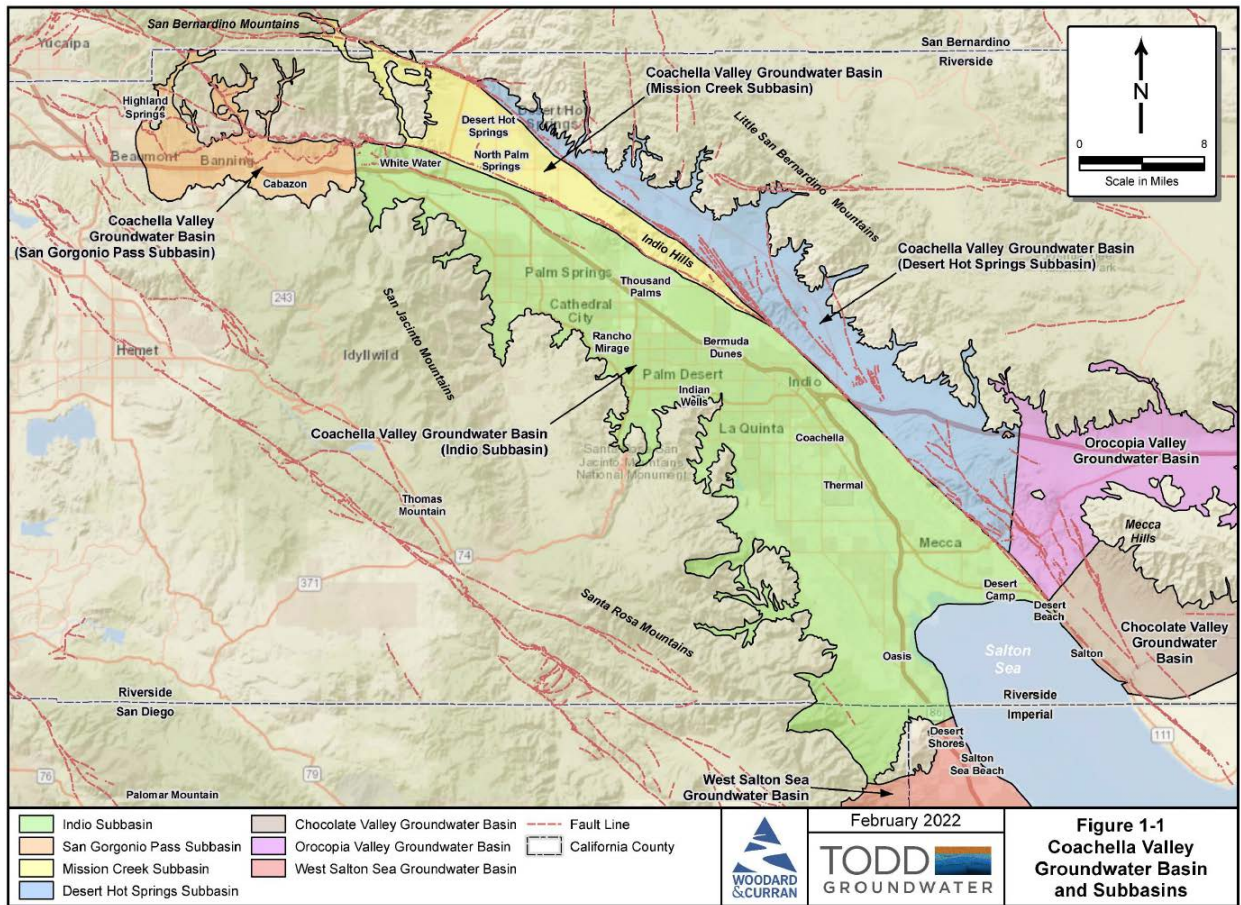 San Bernardino Mountains
Yucaipa
San Bernardino
Riverside
N
0 8
Scale in Miles
Coachella Valley Groundwater Basin
(Mission Creek Subbasin)
Highland
Springs
Desert Hot
Springs
Desert Hot
Springs
Little San Bernardino
Mountains
Beaumont
Banning
White Water
North Palm
Springs
Cabazon
Coachella Valley
Groundwater Basin
(San Gorgonio Pass Subbasin)
Coachella Valley Groundwater Basin
(Desert Hot Springs Subbasin)
Indio Hills
Palm Springs
Thousand
Palms
243
San Jacinto Mountains
Cathedral
City
Rancho
Mirage
Bermuda
Dunes
Hemet
Idyllwild
Palm Desert
Indio
Indian
Wells
La Quinta
Coachella Valley Groundwater Basin
(Indio Subbasin)
Coachella
Orocopia Valley
Groundwater Basin
Jacinto Mountains
National Monument
Thermal
Thomas
Mountain
Mecca
Hills
74
Mecca
371
Desert
Camp
Desert
Beach
Santa Rosa Mountains
Chocolate Valley
Groundwater
Basin
Oasis
Salton
Sea
Salton
Riverside
San Diego
Riverside
Imperial
86
111
Desert
Shores
Salton
Sea Beach
West Salton Sea
Groundwater Basin
76
79
Palomar Mountain
Indio Subbasin
San Gorgonio Pass Subbasin
Mission Creek Subbasin
Desert Hot Springs Subbasin
Chocolate Valley Groundwater Basin
Orocopia Valley Groundwater Basin
West Salton Sea Groundwater Basin
Fault Line
California County
WOODARD
&CURRAN
February 2022
TODD
GROUNDWATER
Figure 1-1
Coachella Valley
Groundwater Basin
and Subbasins